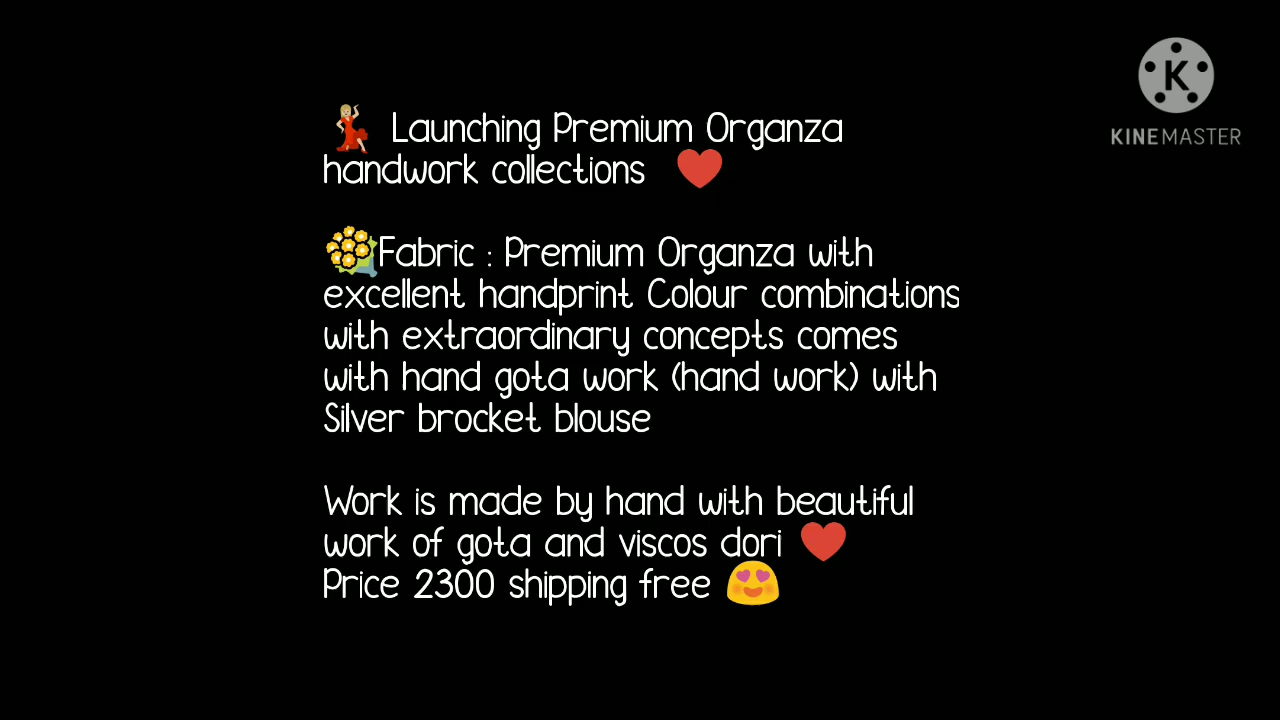 💃 Launching Premium Organza
handwork collections ❤️
💐Fabric : Premium Organza with
excellent handprint Colour combinations
with extraordinary concepts comes
with hand gota work (hand work) with
Silver brocket blouse
Work is made by hand with beautiful
work of gota and viscos dori ❤️
Price 2300 shipping free 😍
K
KINEMASTER